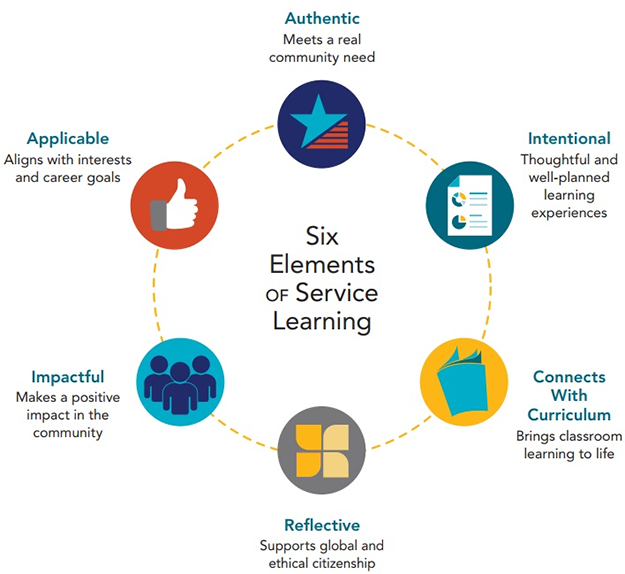 Authentic
Meets a real
community need
Intentional
Thoughtful and
well-planned
learning
experiences
Connects
With
Curriculum
Brings classroom
learning to life
Reflective
Supports global and
ethical citizenship
Impactful
Makes a positive
impact in the
community
Applicable
Aligns with interests
and career goals
Six
Elements
OF Service
Learning